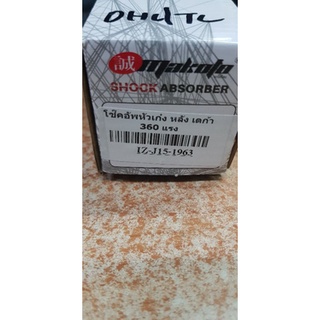 DH4TC
誠 makoto
SHOCK ABSORBER
โช๊คอัพหัวเก๋ง หลัง เดก้า
360 แรง
IZ-J15-1963